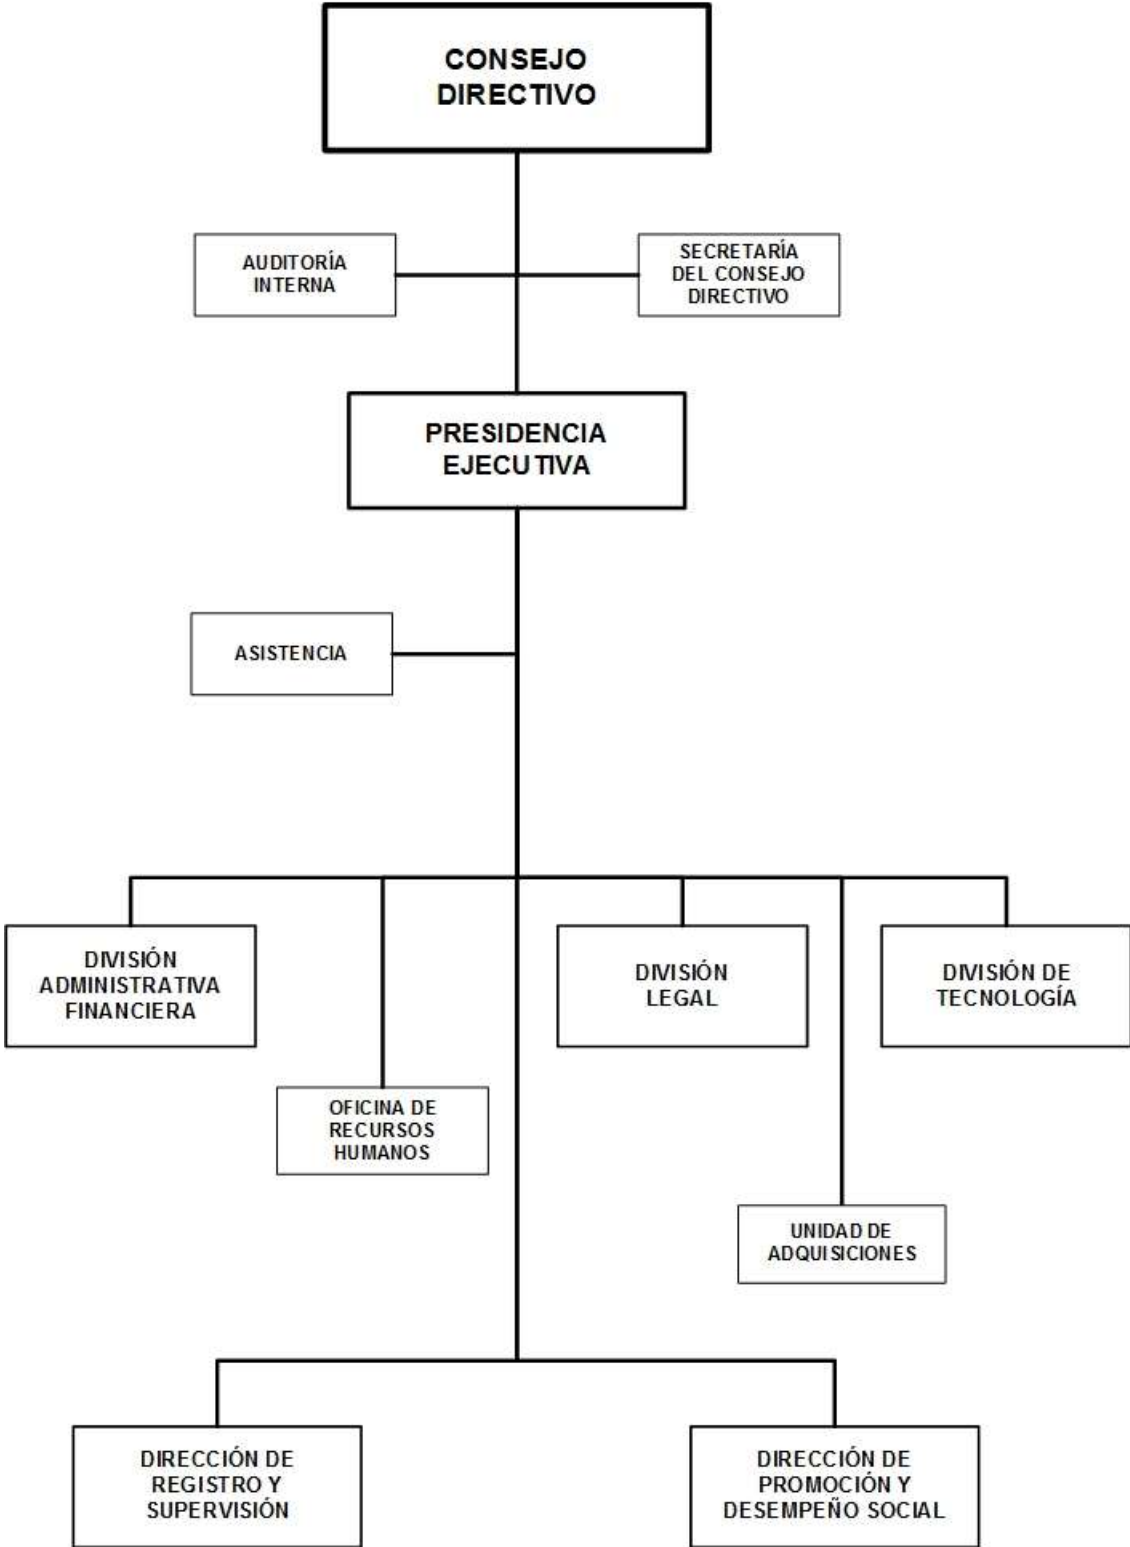 CONSEJO
DIRECTIVO
AUDITORÍA
INTERNA
SECRETARÍA
DEL CONSEJO
DIRECTIVO
PRESIDENCIA
EJECUTIVA
ASISTENCIA
DIVISIÓN
ADMINISTRATIVA
FINANCIERA
DIVISIÓN
LEGAL
DIVISIÓN DE
TECNOLOGÍA
OFICINA DE
RECURSOS
HUMANOS
UNIDAD DE
ADQUISICIONES
DIRECCIÓN DE
REGISTRO Y
SUPERVISIÓN
DIRECCIÓN DE
PROMOCIÓN Y
DESEMPEÑO SOCIAL